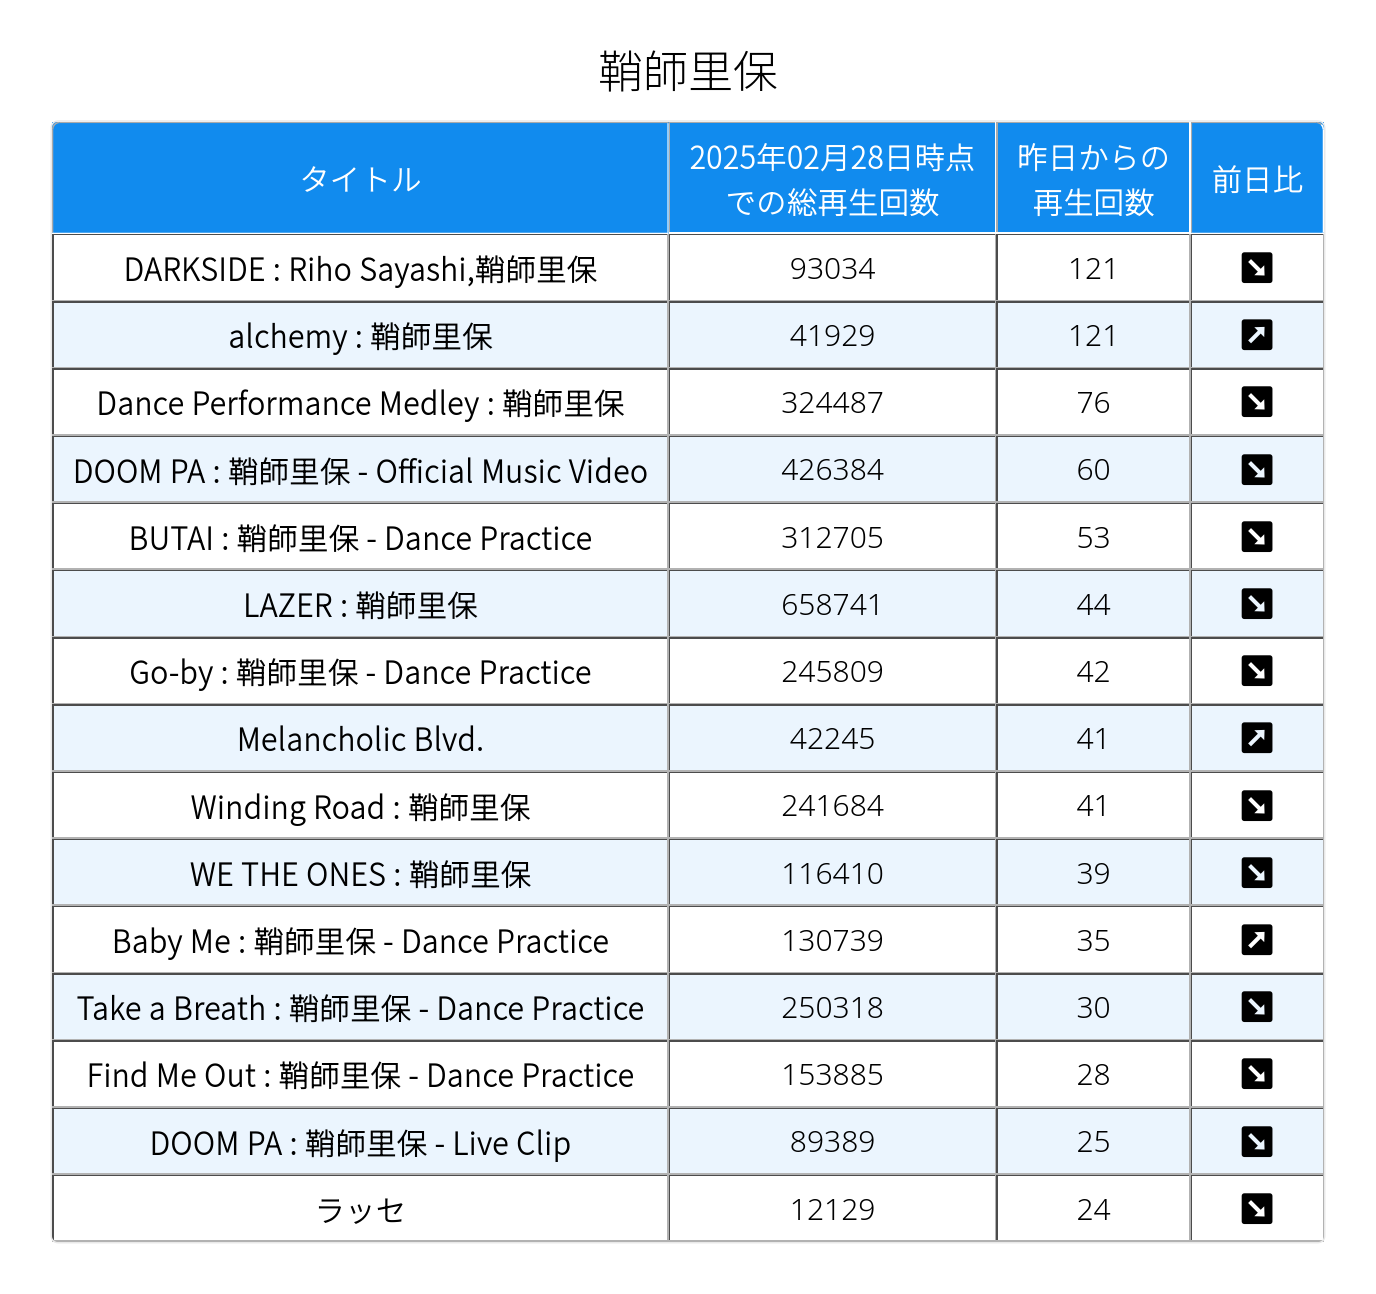 鞘師里保
タイトル
2025年02月28日時点
での総再生回数
昨日からの
再生回数
前日比
DARKSIDE : Riho Sayashi,鞘師里保 93034 121
alchemy : 鞘師里保 41929 121
Dance Performance Medley : 鞘師里保 324487 76
DOOM PA : 鞘師里保 - Official Music Video 426384 60
BUTAI : 鞘師里保 - Dance Practice 312705 53
LAZER : 鞘師里保 658741 44
Go-by : 鞘師里保 - Dance Practice 245809 42
Melancholic Blvd. 42245 41
Winding Road : 鞘師里保 241684 41
WE THE ONES : 鞘師里保 116410 39
Baby Me : 鞘師里保 - Dance Practice 130739 35
Take a Breath : 鞘師里保 - Dance Practice 250318 30
Find Me Out : 鞘師里保 - Dance Practice 153885 28
DOOM PA : 鞘師里保 - Live Clip 89389 25
ラッセ 12129 24